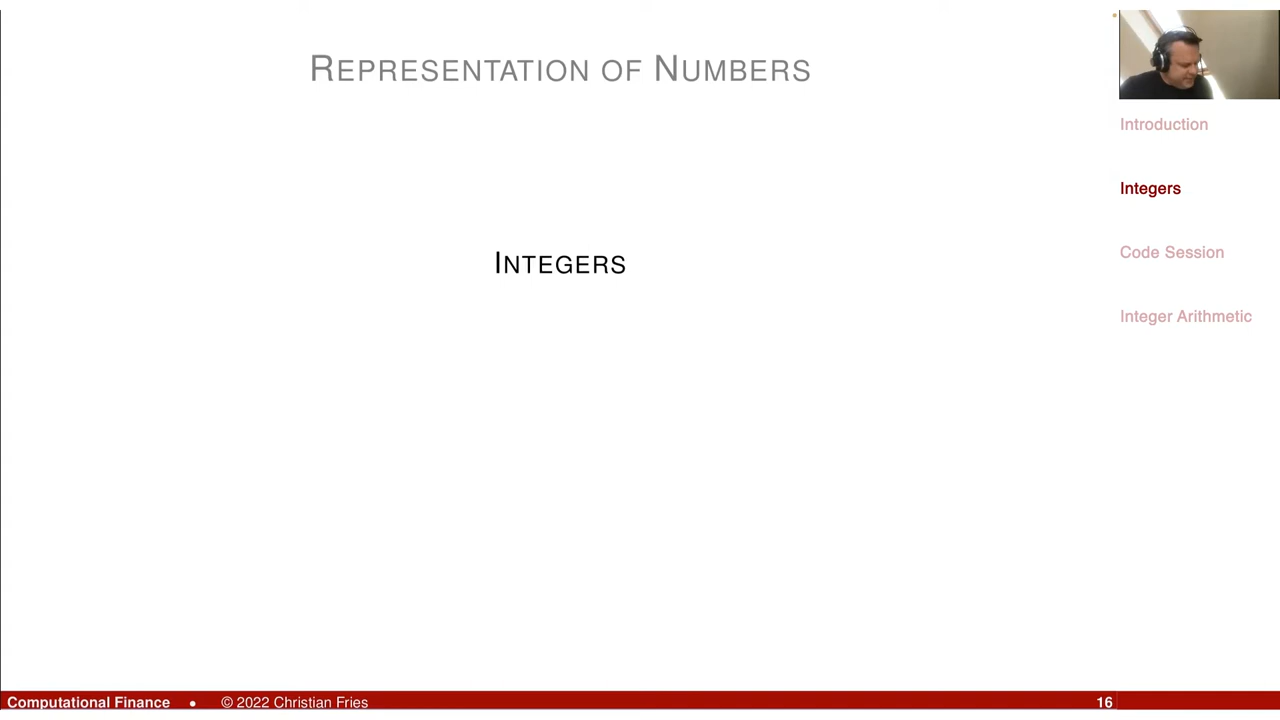 REPRESENTATION OF NUMBERS
INTEGERS
Introduction
Integers
Code Session
Integer Arithmetic
Computational Finance • © 2022 Christian Fries 16